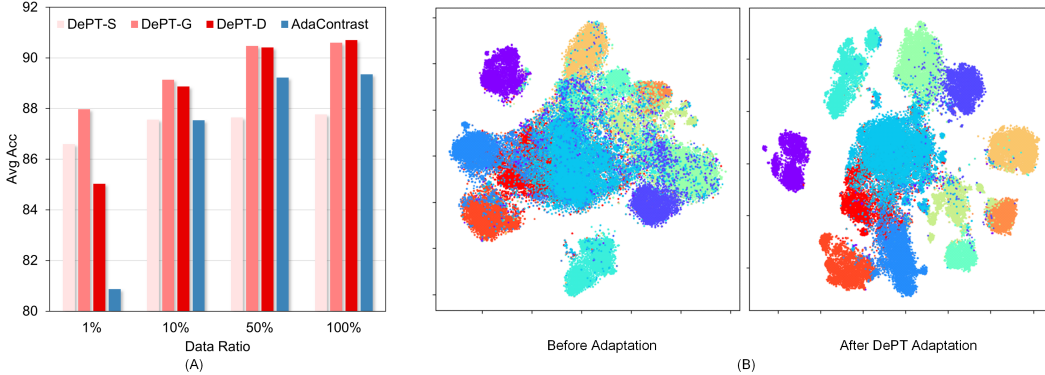 92
90
88
86
84
82
80
Avg Acc
DePT-S DePT-G DePT-D AdaContrast
1% 10% 50% 100%
Data Ratio
(A)
Before Adaptation
After DePT Adaptation
(B)